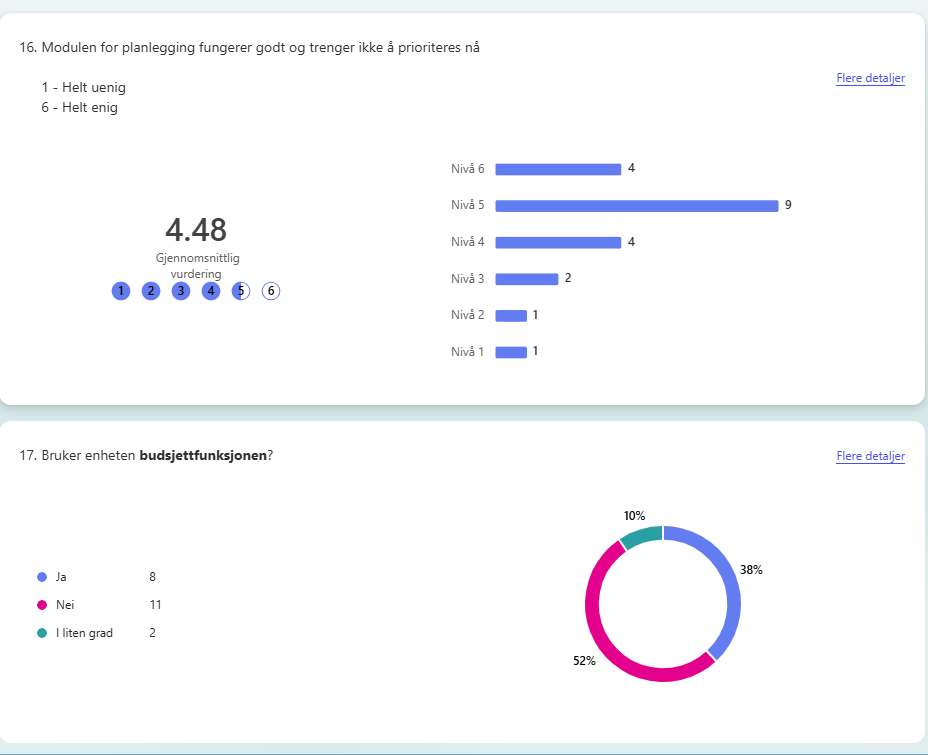 16. Modulen for planlegging fungerer godt og trenger ikke å prioriteres nå
Flere detaljer
1 - Helt uenig
6 - Helt enig
4.48
Gjennomsnittlig
vurdering
1 2 3 4 5 6
Nivå 6 4
Nivå 5 9
Nivå 4 4
Nivå 3 2
Nivå 2 1
Nivå 1 1
17. Bruker enheten budsjettfunksjonen?
Flere detaljer
Ja 8
Nei 11
I liten grad 2
10%
38%
52%